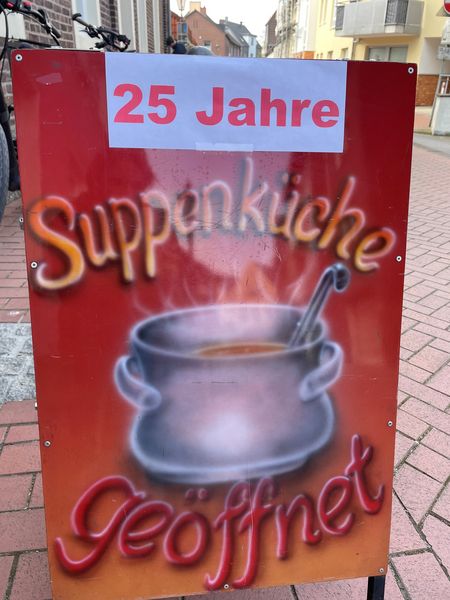 25 Jahre
Suppenküche
geöffnet